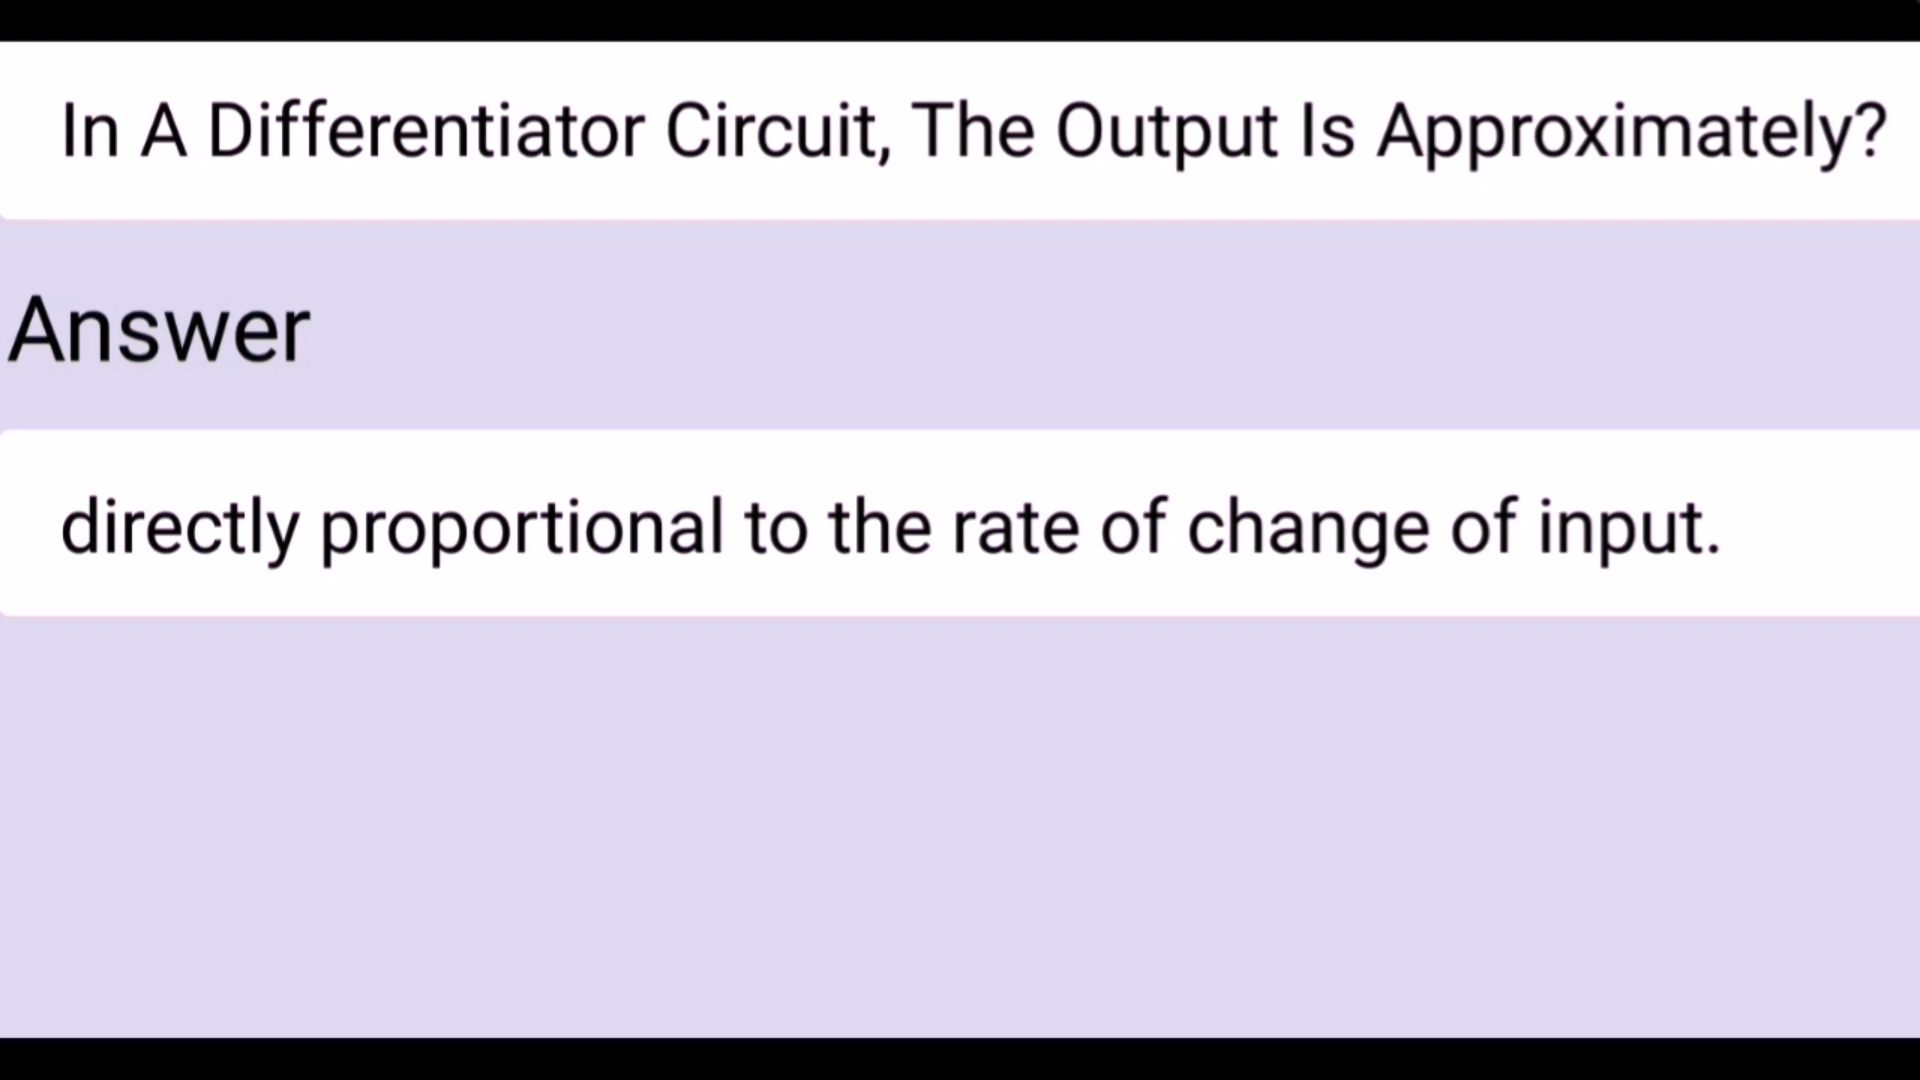 In A Differentiator Circuit, The Output Is Approximately?
Answer
directly proportional to the rate of change of input.